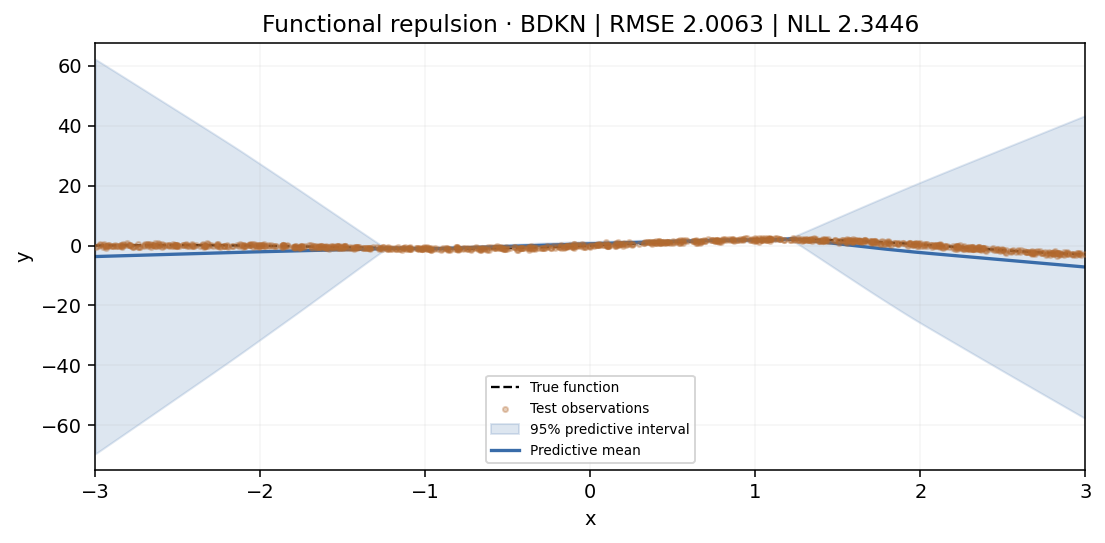 Functional repulsion · BDKN | RMSE 2.0063 | NLL 2.3446
60
40
20
0
−20
−40
−60
y
True function
Test observations
95% predictive interval
Predictive mean
−3 −2 −1 0 1 2 3
x